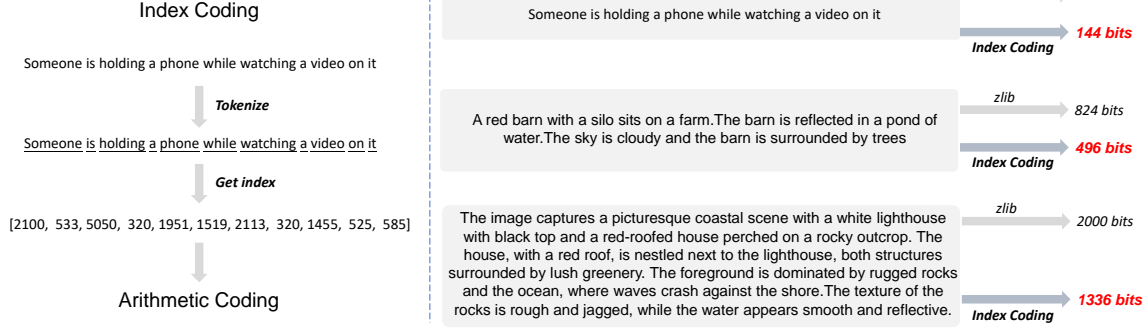 Index Coding
Someone is holding a phone while watching a video on it
Tokenize
Someone is holding a phone while watching a video on it
Get index
[2100, 533, 5050, 320, 1951, 1519, 2113, 320, 1455, 525, 585]
Arithmetic Coding
Someone is holding a phone while watching a video on it
Index Coding
144 bits
A red barn with a silo sits on a farm.The barn is reflected in a pond of
water.The sky is cloudy and the barn is surrounded by trees
zlib
824 bits
Index Coding
496 bits
The image captures a picturesque coastal scene with a white lighthouse
with black top and a red-roofed house perched on a rocky outcrop. The
house, with a red roof, is nestled next to the lighthouse, both structures
surrounded by lush greenery. The foreground is dominated by rugged rocks
and the ocean, where waves crash against the shore.The texture of the
rocks is rough and jagged, while the water appears smooth and reflective.
zlib
2000 bits
Index Coding
1336 bits